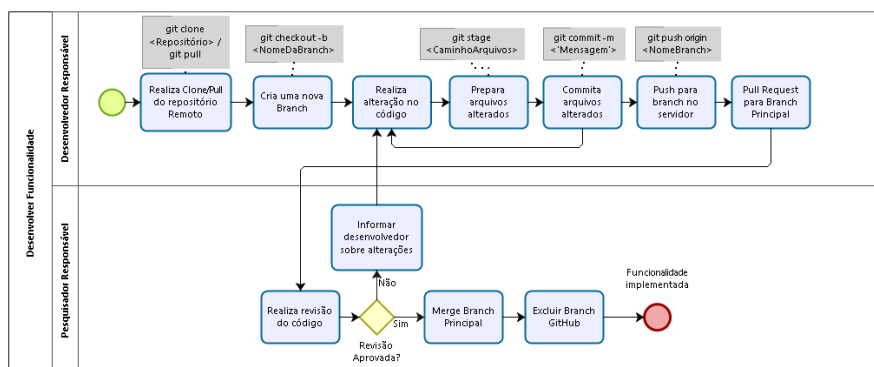 Desenvolver Funcionalidade
Desenvolvedor Responsável
git clone
<Repositório> /
git pull
git checkout -b
<NomeDaBranch>
git stage
<CaminhoArquivos>
git commit -m
<'Mensagem'>
git push origin
<NomeBranch>
Realiza Clone/Pull
do repositório
Remoto
Cria uma nova
Branch
Realiza
alteração no
código
Prepara
arquivos
alterados
Commita
arquivos
alterados
Push para
branch no
servidor
Pull Request
para Branch
Principal
Pesquisador Responsável
Informar
desenvolvedor
sobre alterações
Não
Realiza revisão
do código
Revisão
Aprovada?
Sim
Merge Branch
Principal
Excluir Branch
GitHub
Funcionalidade
implementada